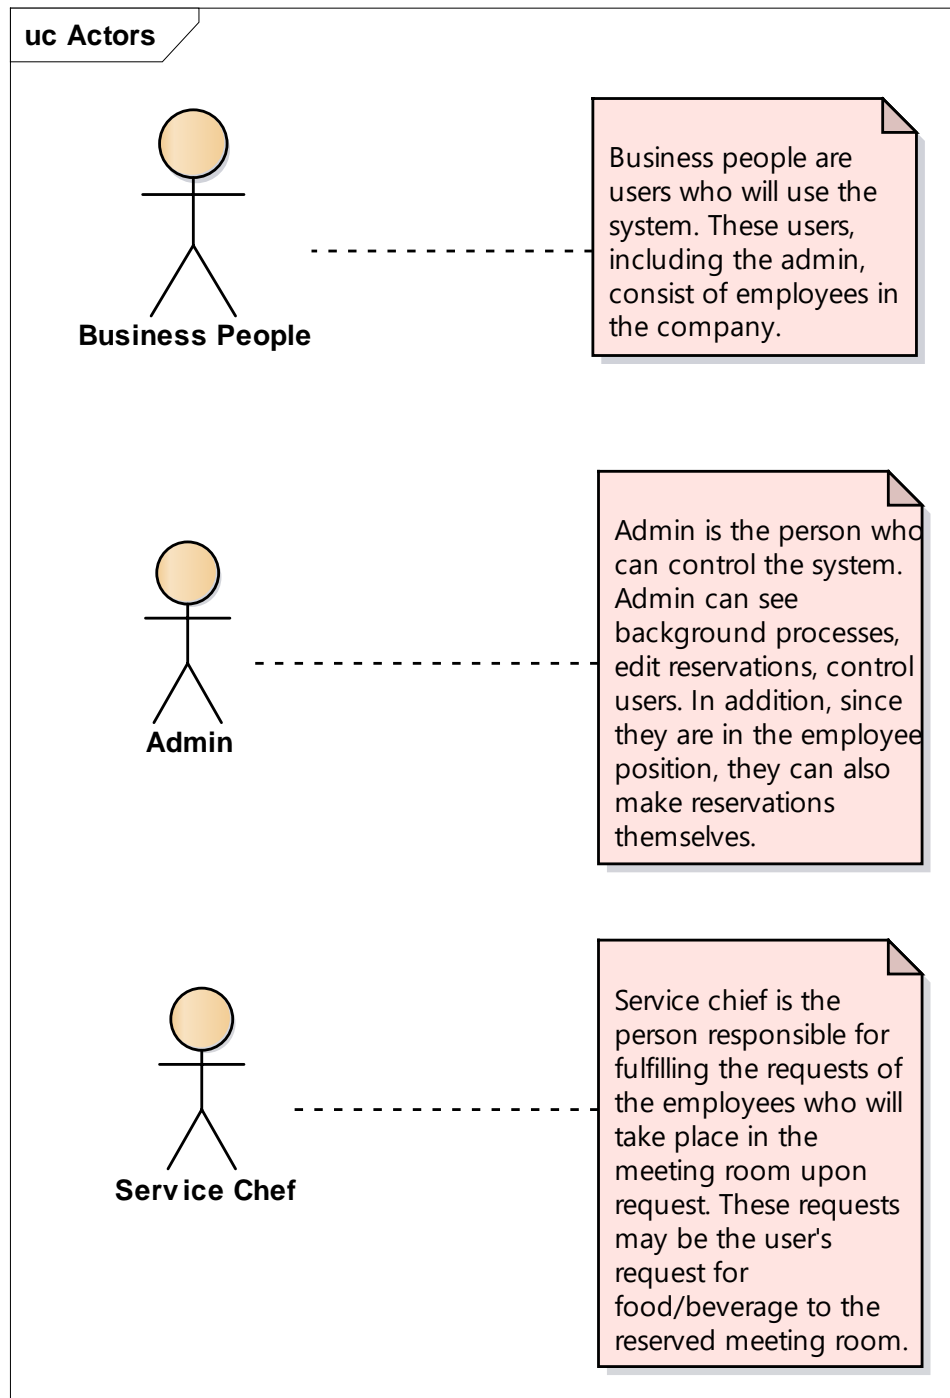 uc Actors
Business people are
users who will use the
system. These users,
including the admin,
consist of employees in
the company.
Business People
Admin is the person who
can control the system.
Admin can see
background processes,
edit reservations, control
users. In addition, since
they are in the employee
position, they can also
make reservations
themselves.
Admin
Service chief is the
person responsible for
fulfilling the requests of
the employees who will
take place in the
meeting room upon
request. These requests
may be the user's
request for
food/beverage to the
reserved meeting room.
Service Chef